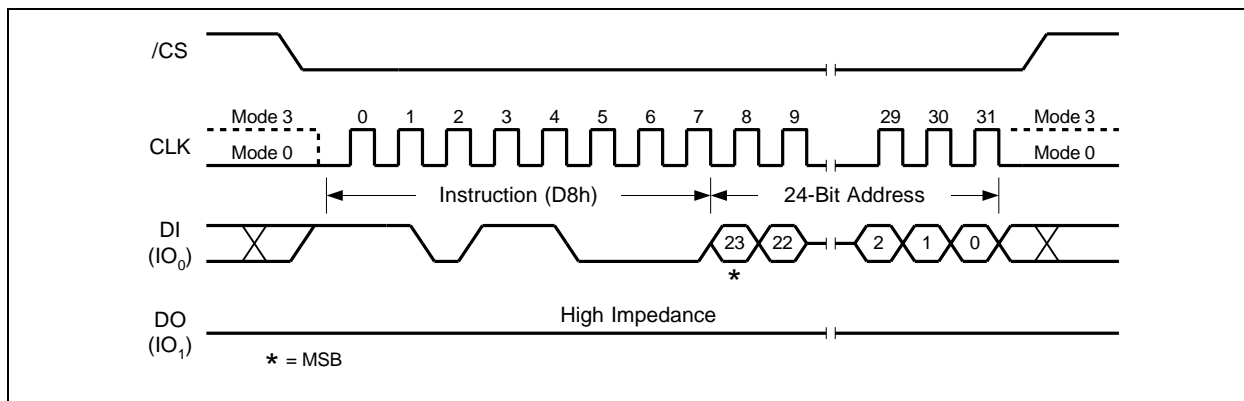 /CS
Mode 3 0 1 2 3 4 5 6 7 8 9 29 30 31 Mode 3
CLK
Mode 0 Mode 0
Instruction (D8h) 24-Bit Address
DI
(IO0)
23 22 2 1 0
*
DO
(IO1)
High Impedance
* = MSB